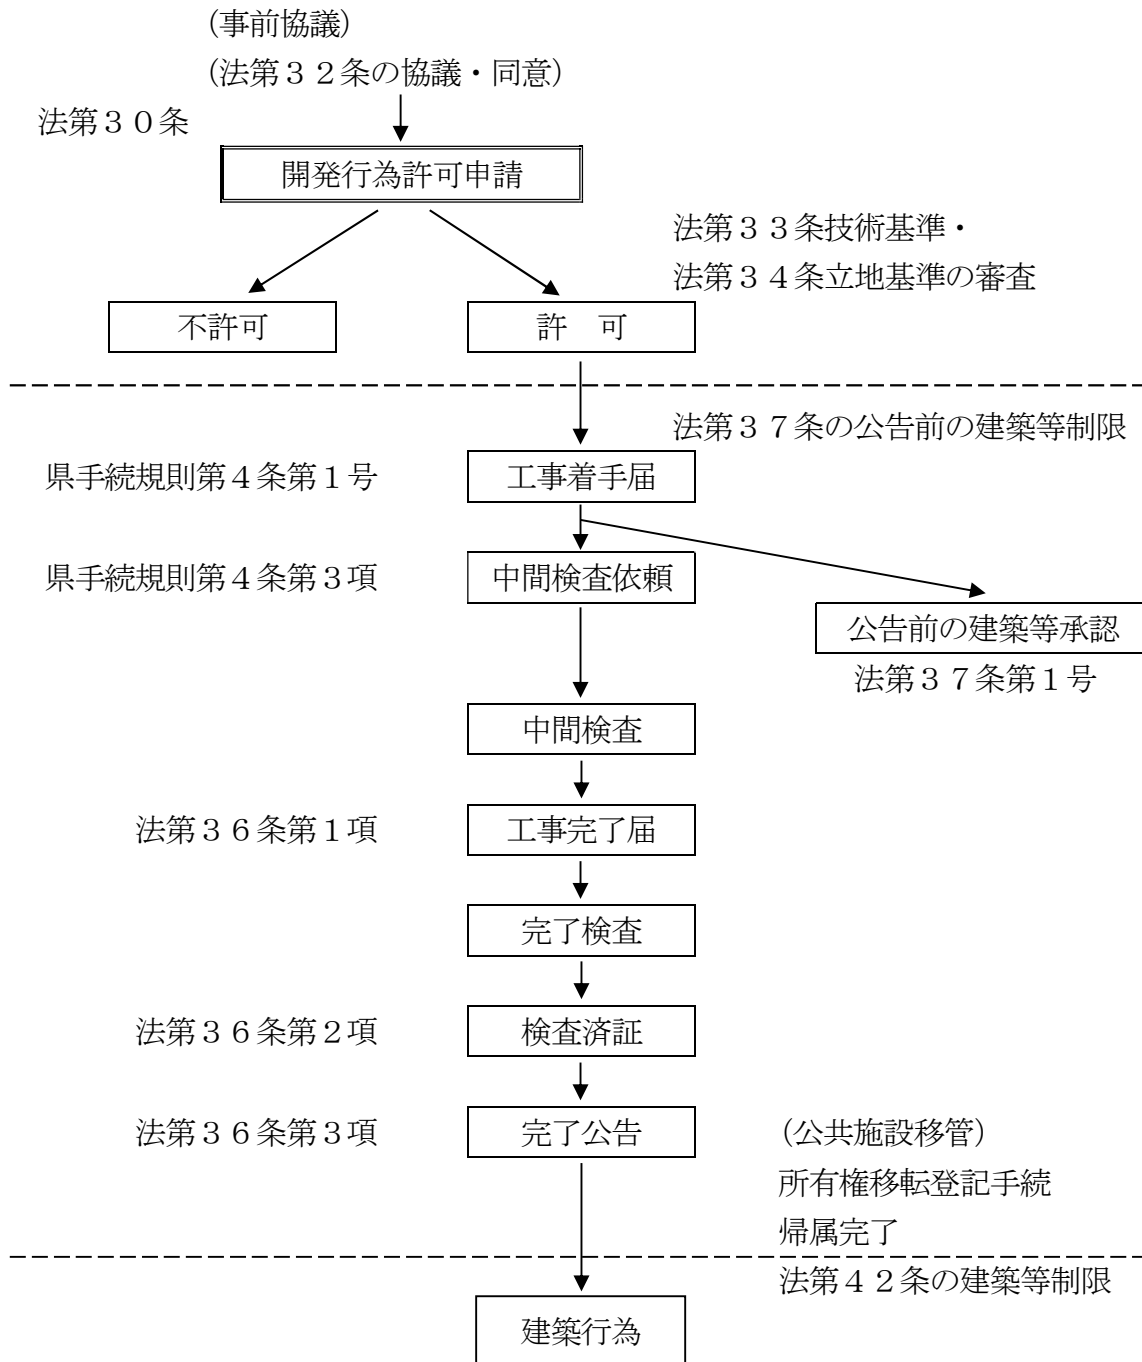 (事前協議)
(法第３２条の協議・同意)
法第３０条
開発行為許可申請
法第３３条技術基準・
法第３４条立地基準の審査
不許可
許　可
法第３７条の公告前の建築等制限
県手続規則第４条第１号
工事着手届
県手続規則第４条第３項
中間検査依頼
公告前の建築等承認
法第３７条第１号
中間検査
法第３６条第１項
工事完了届
完了検査
法第３６条第２項
検査済証
法第３６条第３項
完了公告
(公共施設移管)
所有権移転登記手続
帰属完了
法第４２条の建築等制限
建築行為